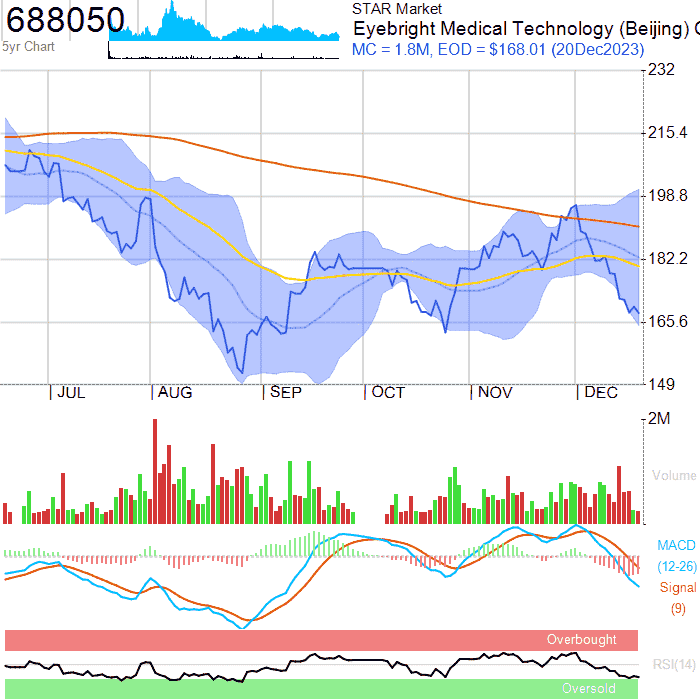 688050
5yr Chart
STAR Market
Eyebright Medical Technology (Beijing) C
MC = 1.8M, EOD = $168.01 (20Dec2023)
232
215.4
198.8
182.2
165.6
149
JUL AUG SEP OCT NOV DEC
2M
Volume
MACD
(12-26)
Signal
(9)
Overbought
RSI(14)
Oversold